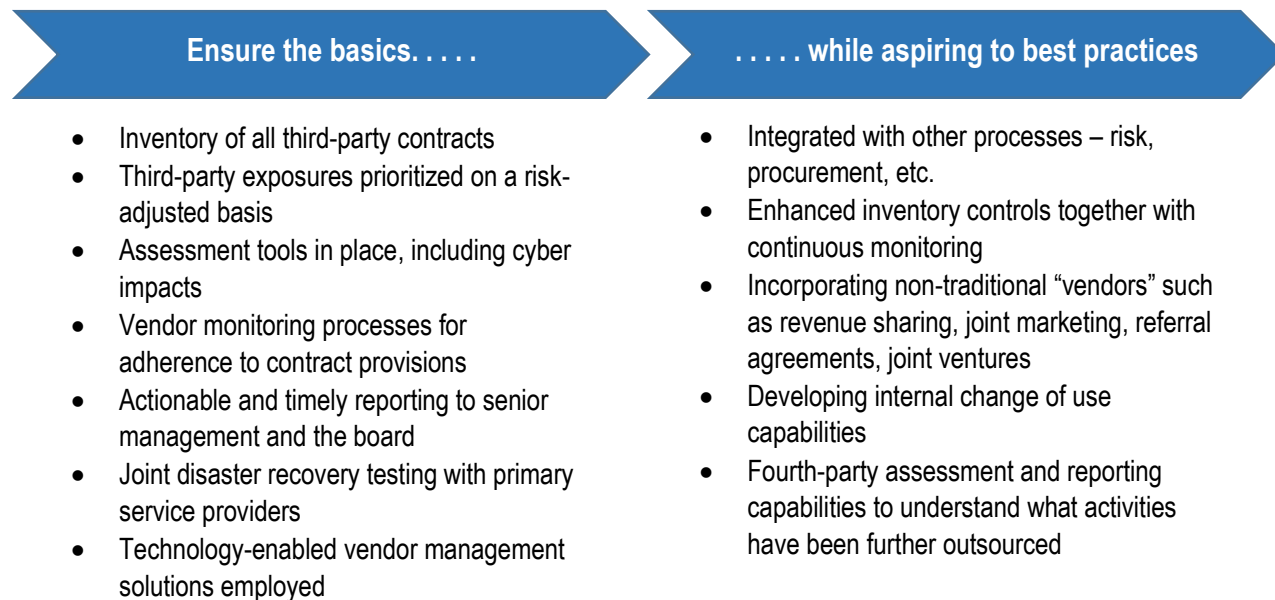 Ensure the basics. . . . .
• Inventory of all third-party contracts
• Third-party exposures prioritized on a risk-
adjusted basis
• Assessment tools in place, including cyber
impacts
• Vendor monitoring processes for
adherence to contract provisions
• Actionable and timely reporting to senior
management and the board
• Joint disaster recovery testing with primary
service providers
• Technology-enabled vendor management
solutions employed
. . . . . while aspiring to best practices
• Integrated with other processes – risk,
procurement, etc.
• Enhanced inventory controls together with
continuous monitoring
• Incorporating non-traditional “vendors” such
as revenue sharing, joint marketing, referral
agreements, joint ventures
• Developing internal change of use
capabilities
• Fourth-party assessment and reporting
capabilities to understand what activities
have been further outsourced